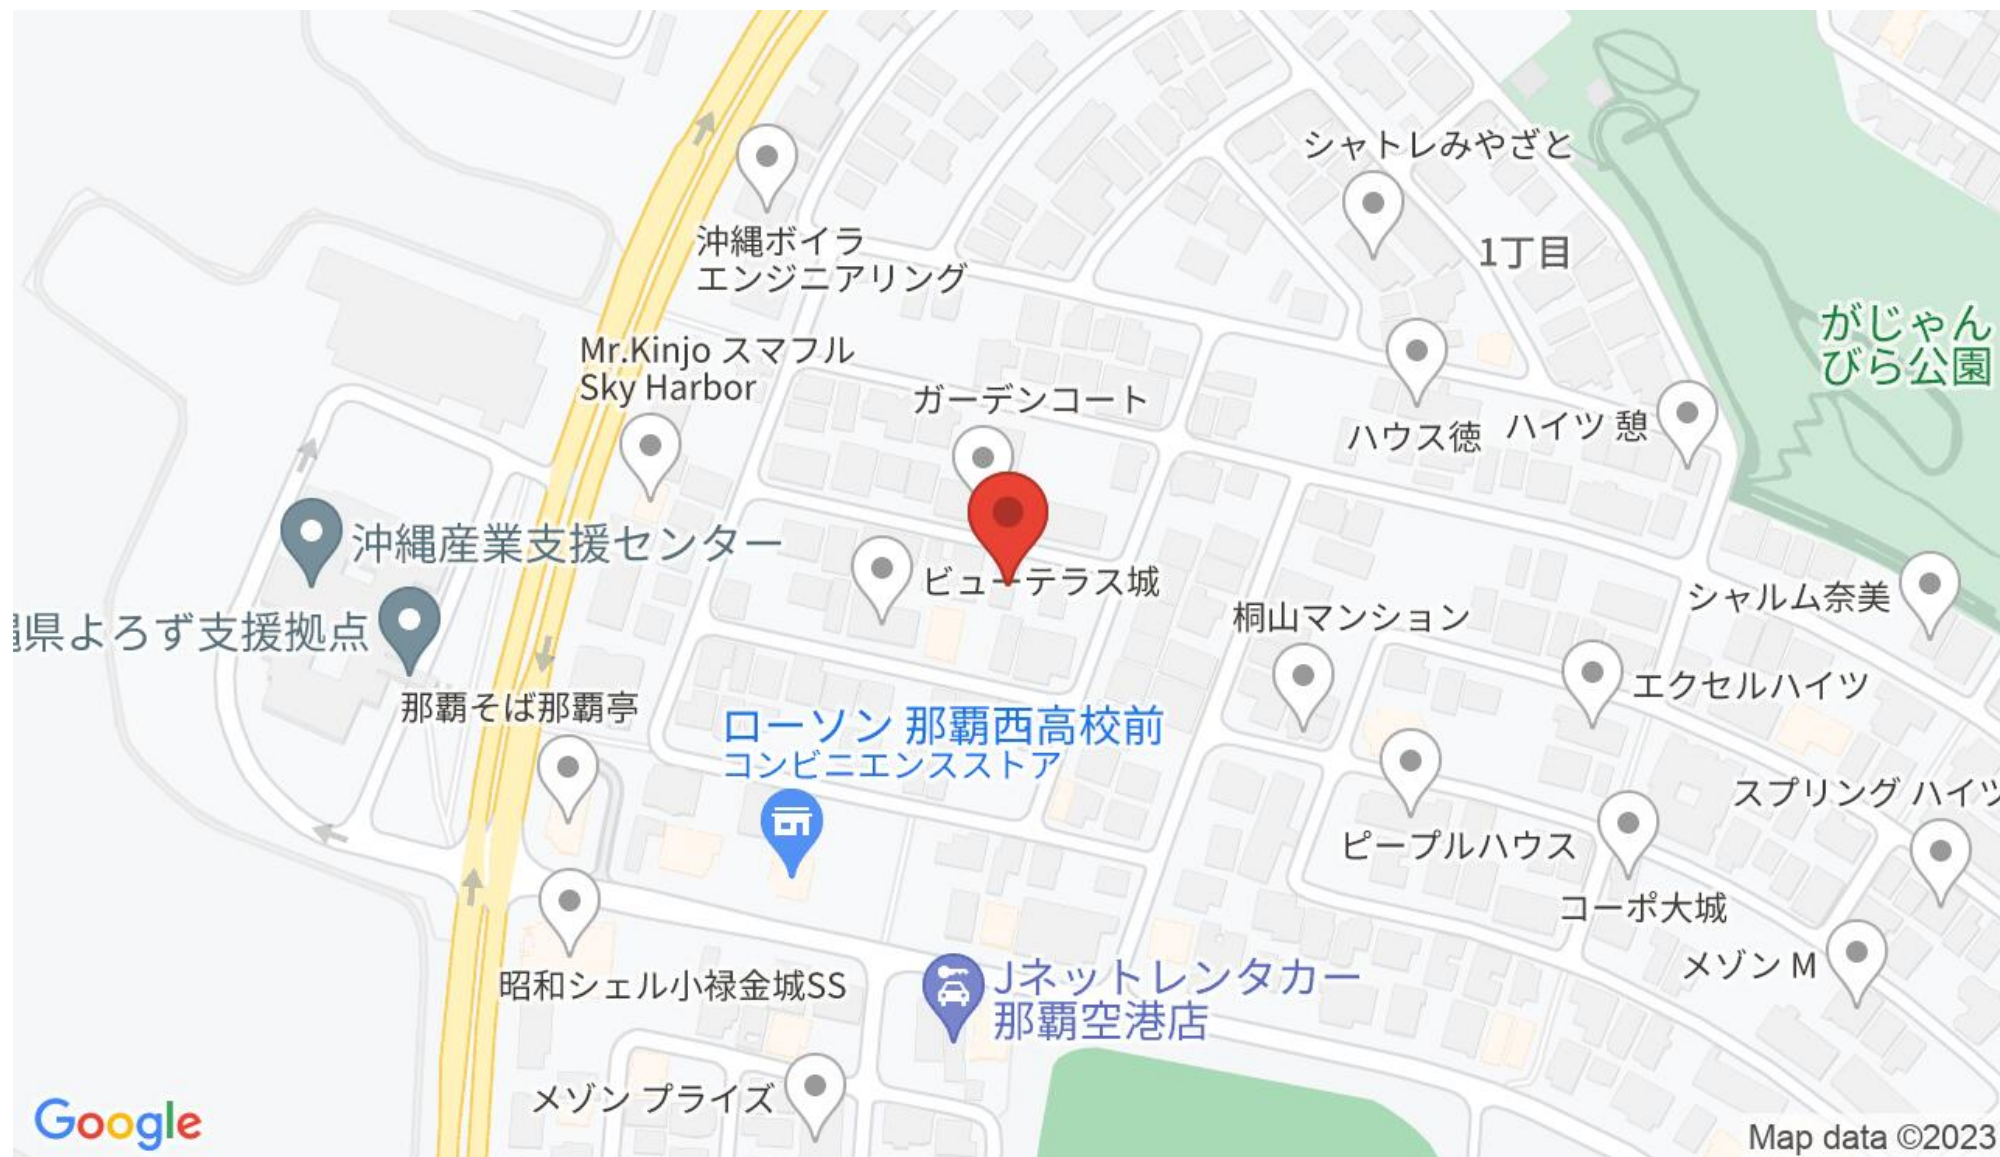 シャトレみやざと
沖縄ボイラ
エンジニアリング
1丁目
がじゃん
びら公園
Mr.Kinjo スマフル
Sky Harbor
ガーデンコート
ハウス徳
ハイツ 憩
沖縄産業支援センター
ビューテラス城
シャルム奈美
県よろず支援拠点
桐山マンション
エクセルハイツ
那覇そば那覇亭
ローソン 那覇西高校前
コンビニエンスストア
スプリング ハイツ
ピープルハウス
コーポ大城
メゾン M
昭和シェル小禄金城SS
Jネットレンタカー
那覇空港店
メゾン プライズ
Google
Map data ©2023